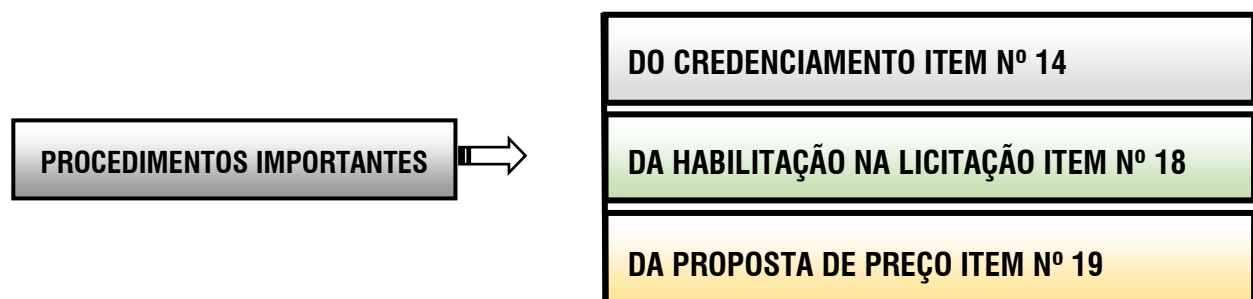 PROCEDIMENTOS IMPORTANTES
DO CREDENCIAMENTO ITEM Nº 14
DA HABILITAÇÃO NA LICITAÇÃO ITEM Nº 18
DA PROPOSTA DE PREÇO ITEM Nº 19